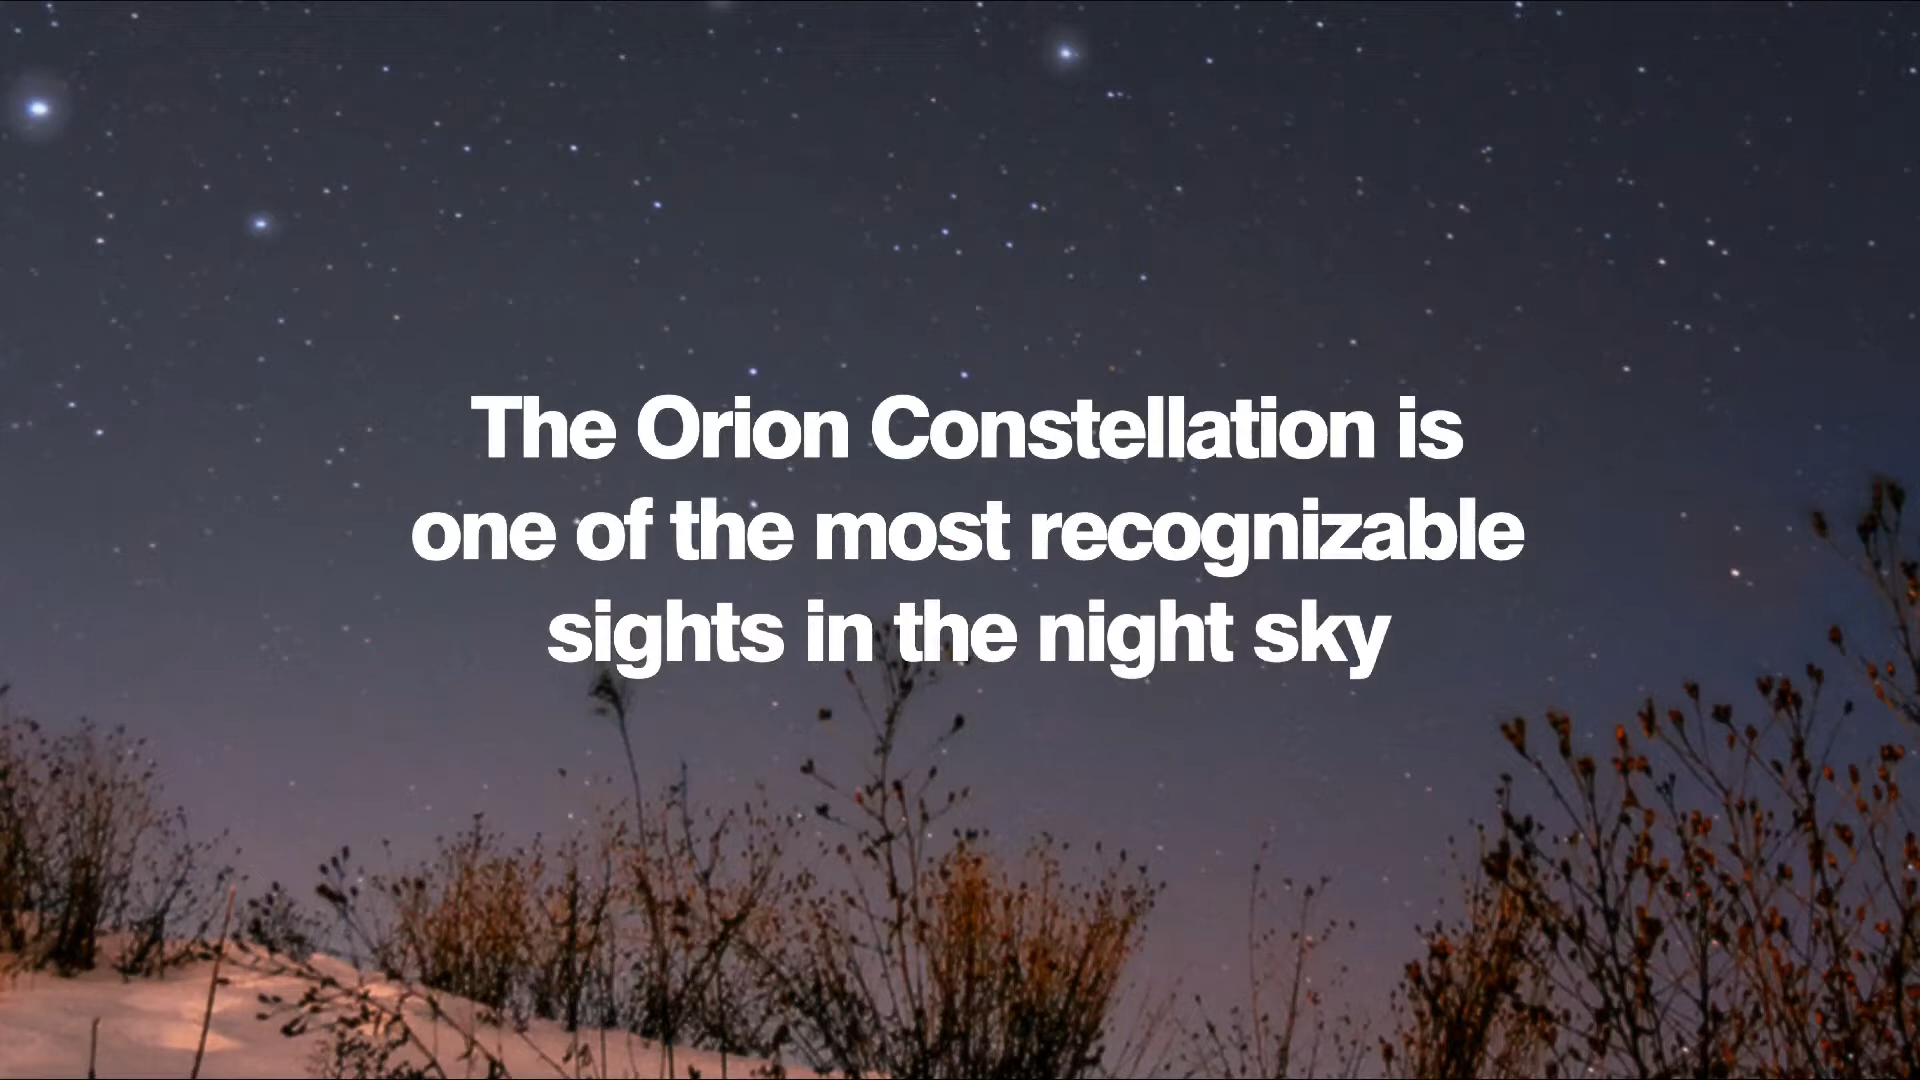 The Orion Constellation is
one of the most recognizable
sights in the night sky